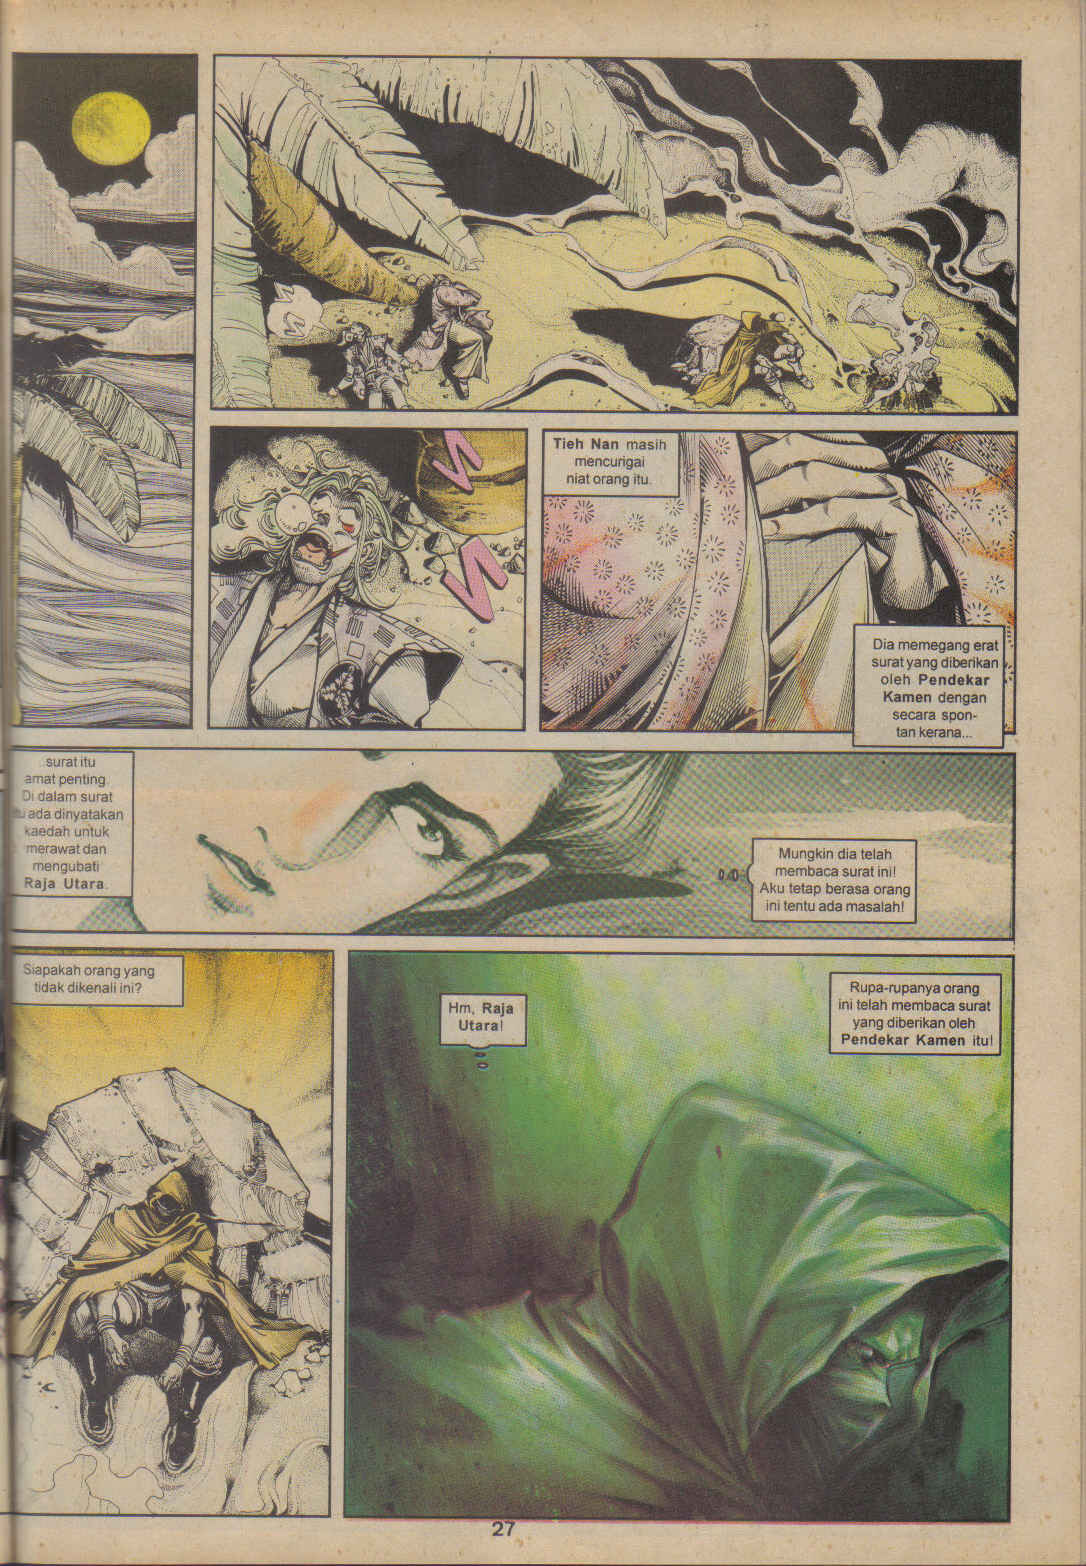 Z
Z
Z
Z
Tieh Nan masih
mencurigai
niat orang itu.
Dia memegang erat
surat yang diberikan
oleh Pendekar
Kamen dengan
secara spon-
tan kerana...
..surat itu
amat penting.
Di dalam surat
itu ada dinyatakan
kaedah untuk
merawat dan
mengubati
Raja Utara.
Mungkin dia telah
membaca surat ini!
Aku tetap berasa orang
ini tentu ada masalah!
Siapakah orang yang
tidak dikenali ini?
Hm, Raja
Utara!
Rupa-rupanya orang
ini telah membaca surat
yang diberikan oleh
Pendekar Kamen itu!
27